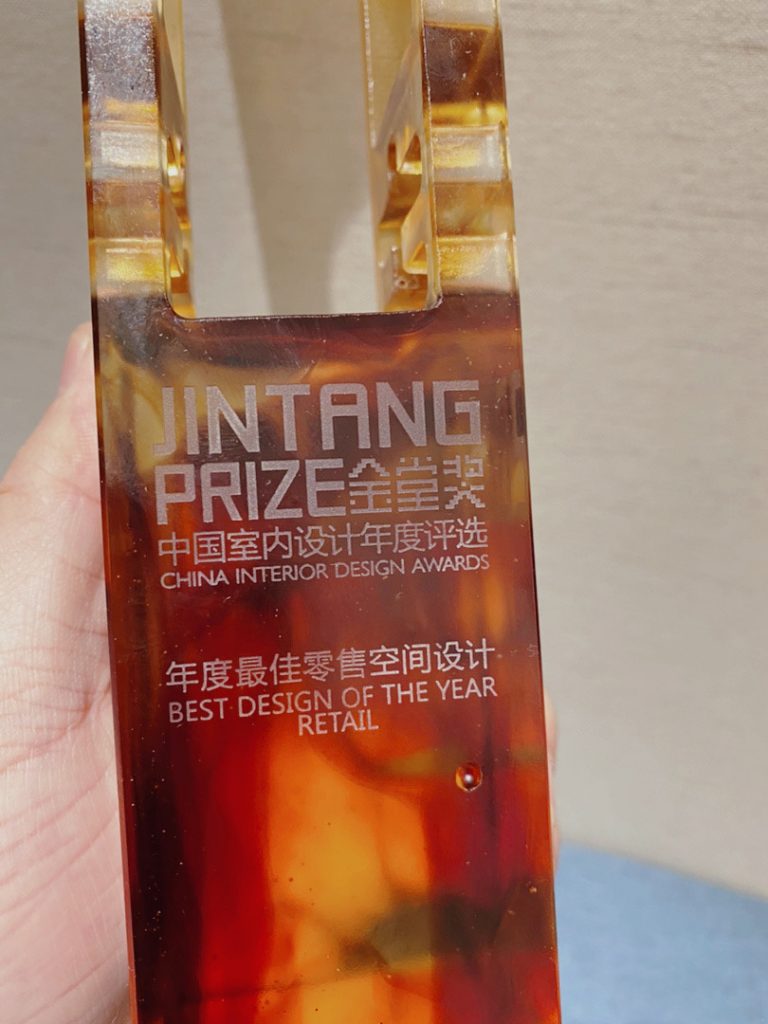 JINTANG
PRIZE金堂奖
中国室内设计年度评选
CHINA INTERIOR DESIGN AWARDS
年度最佳零售空间设计
BEST DESIGN OF THE YEAR
RETAIL